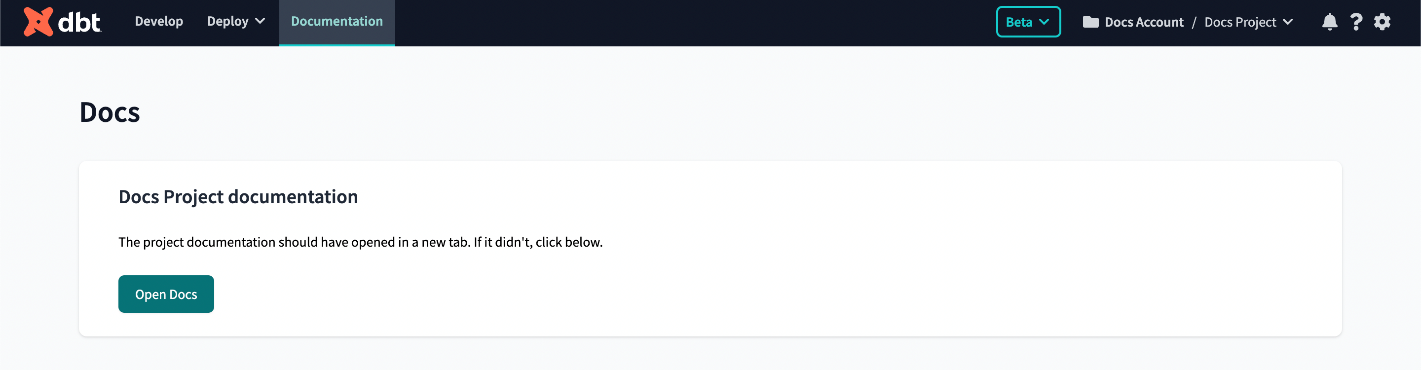 dbt Develop Deploy Documentation Beta Docs Account / Docs Project
Docs
Docs Project documentation
The project documentation should have opened in a new tab. If it didn't, click below.
Open Docs